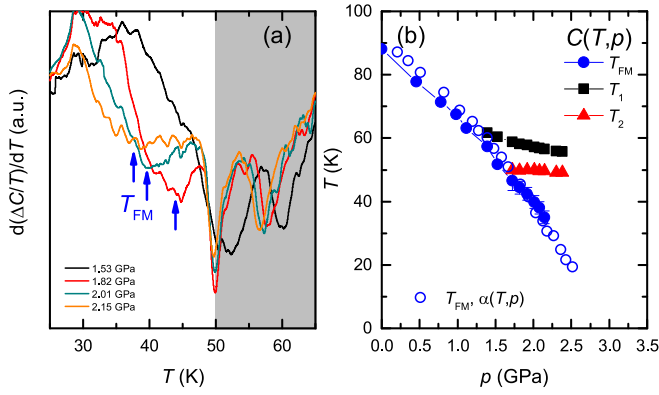 (a)
d(ΔC/T)/dT (a.u.)
T_FM
1.53 GPa
1.82 GPa
2.01 GPa
2.15 GPa
30 40 50 60
T (K)
(b)
C(T,p)
T_FM
T_1
T_2
100
80
60
40
20
0
T (K)
T_FM, α(T,p)
0.0 0.5 1.0 1.5 2.0 2.5 3.0 3.5
p (GPa)